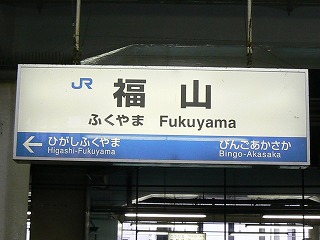 JR 福山
ふくやま Fukuyama
ひがしふくやま びんごあかさか
Higashi-Fukuyama Bingo-Akasaka